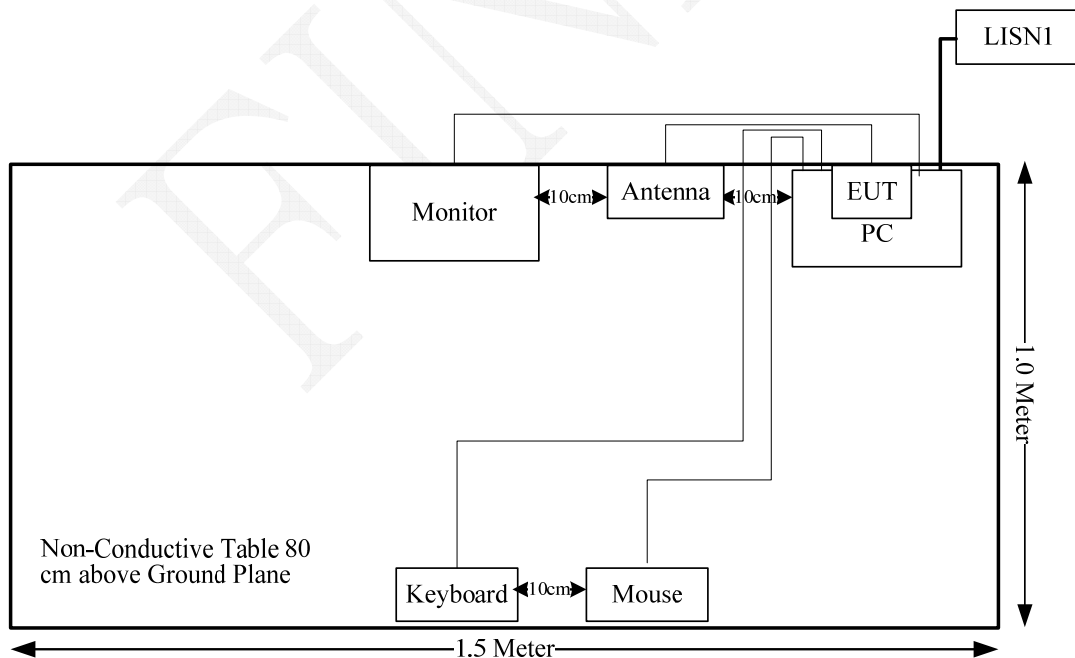 LISN1
Monitor
10cm
Antenna
10cm
EUT
PC
1.0 Meter
Non-Conductive Table 80
cm above Ground Plane
Keyboard
10cm
Mouse
1.5 Meter